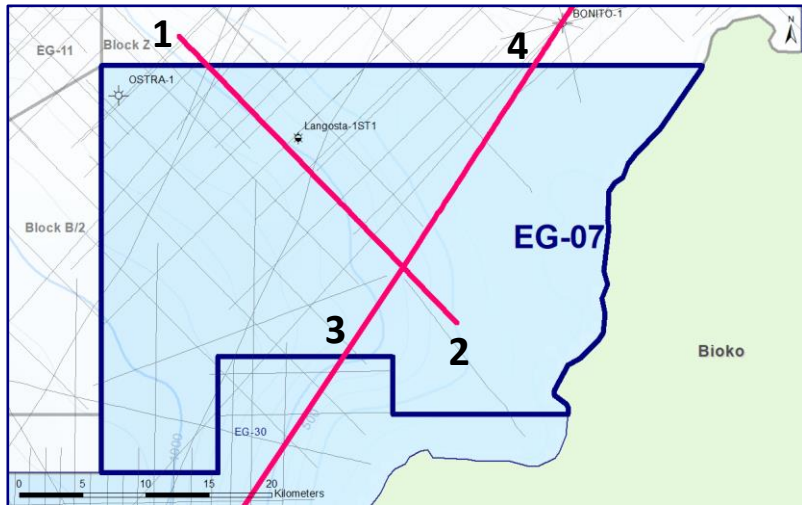 BONITO-1
1
4
N
EG-11
Block Z
OSTRA-1
Langosta-1ST1
Block B/2
EG-07
3
2
Bioko
500
EG-30
1000
0 5 10 15 20
Kilometers